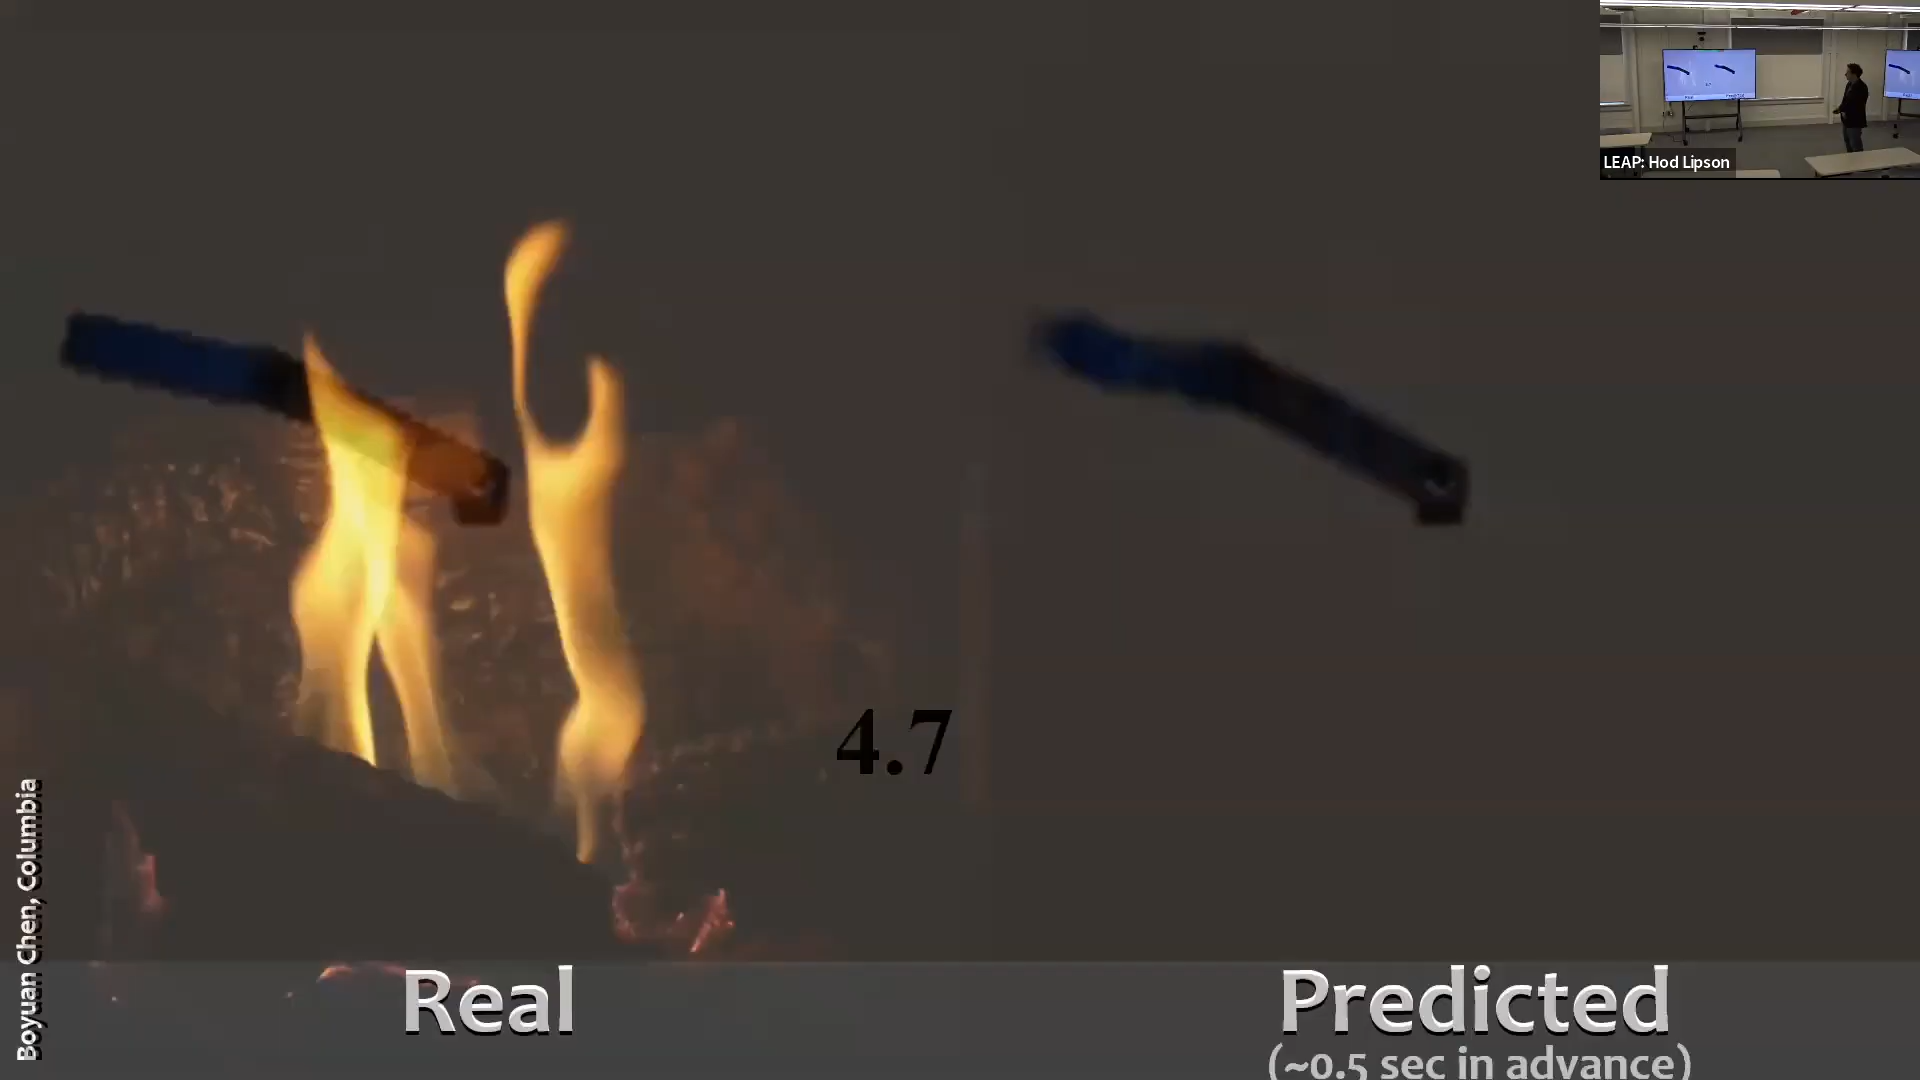 LEAP: Hod Lipson
4.7
Boyuan Chen, Columbia
Real
Predicted
(~0.5 sec in advance)